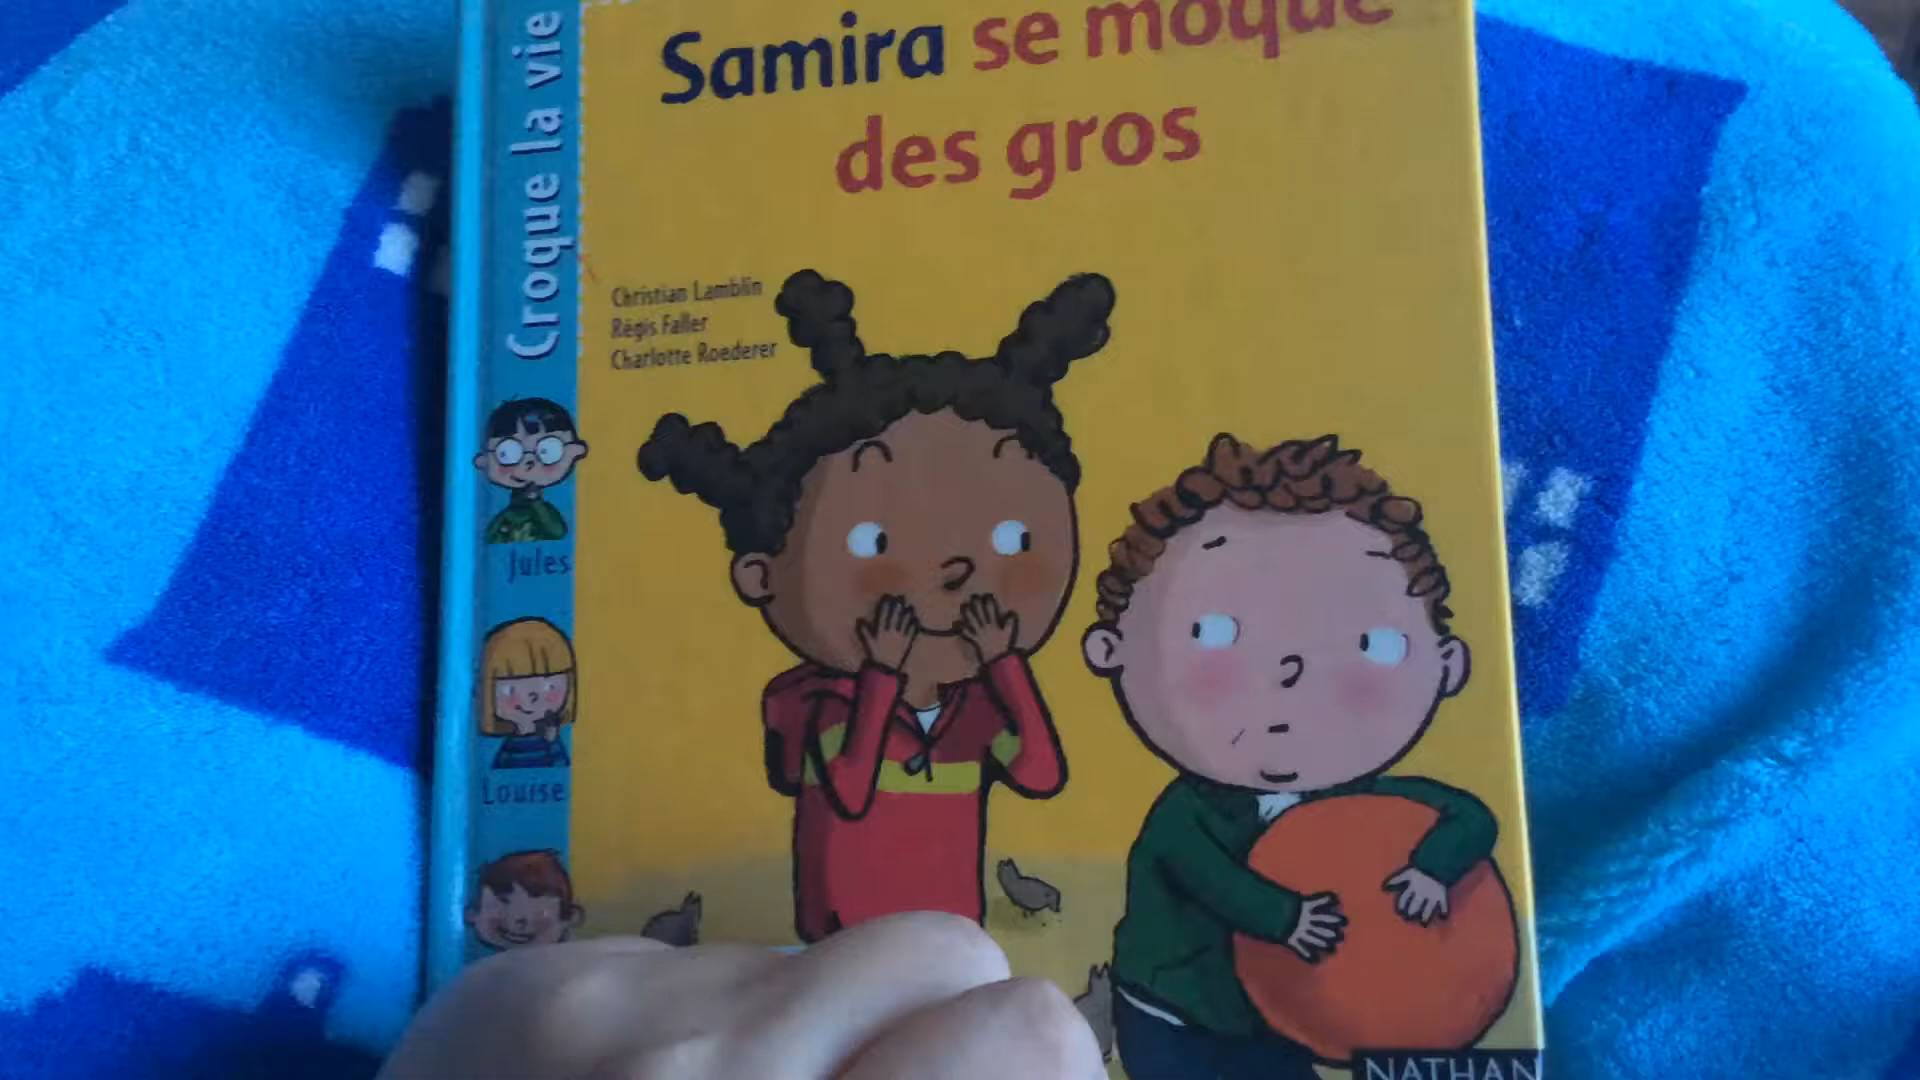 Croque la vie
Samira se moque
des gros
Christian Lamblin
Régis Faller
Charlotte Roederer
Jules
Louise
NATHAN